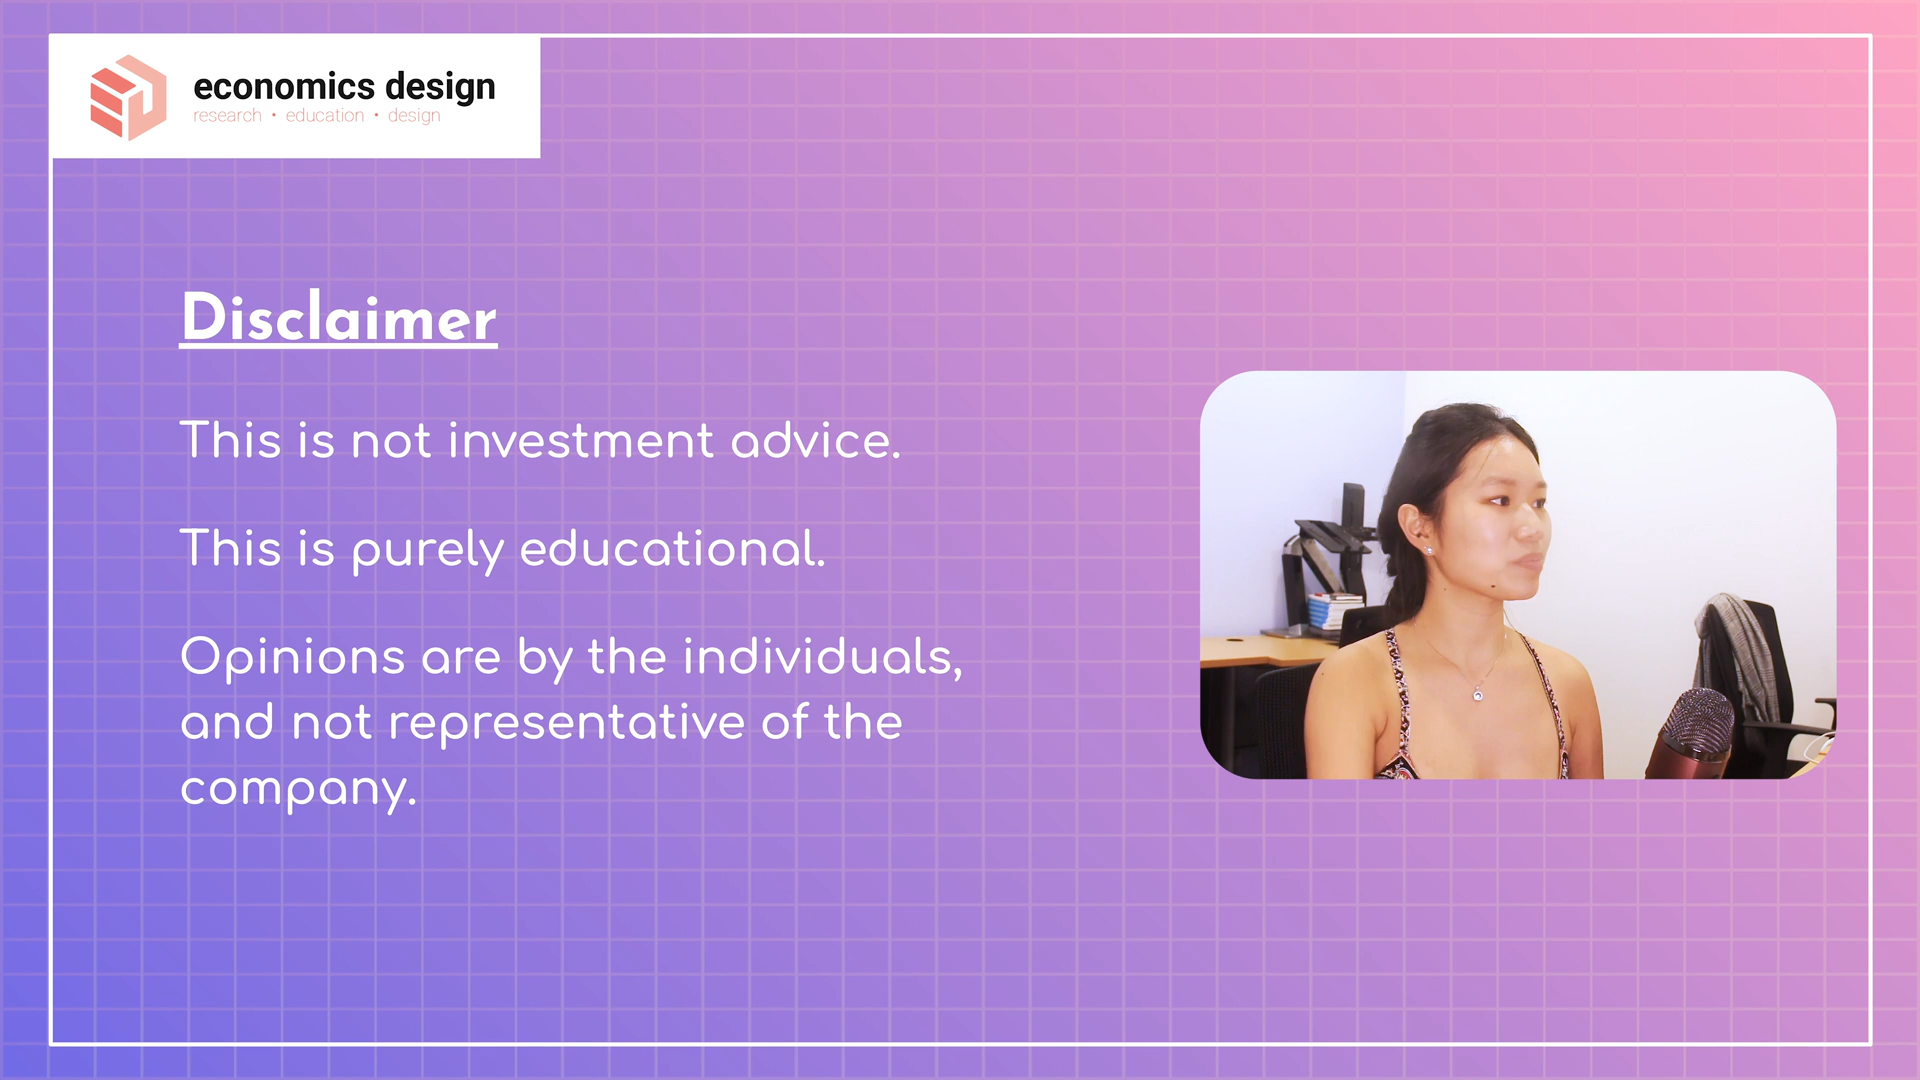 economics design
research • education • design
Disclaimer
This is not investment advice.
This is purely educational.
Opinions are by the individuals,
and not representative of the
company.